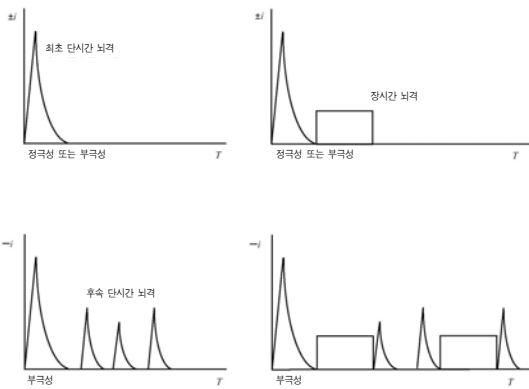 ±i
최초 단시간 뇌격
정극성 또는 부극성
T
±i
장시간 뇌격
정극성 또는 부극성
T
−i
후속 단시간 뇌격
부극성
T
−i
부극성
T